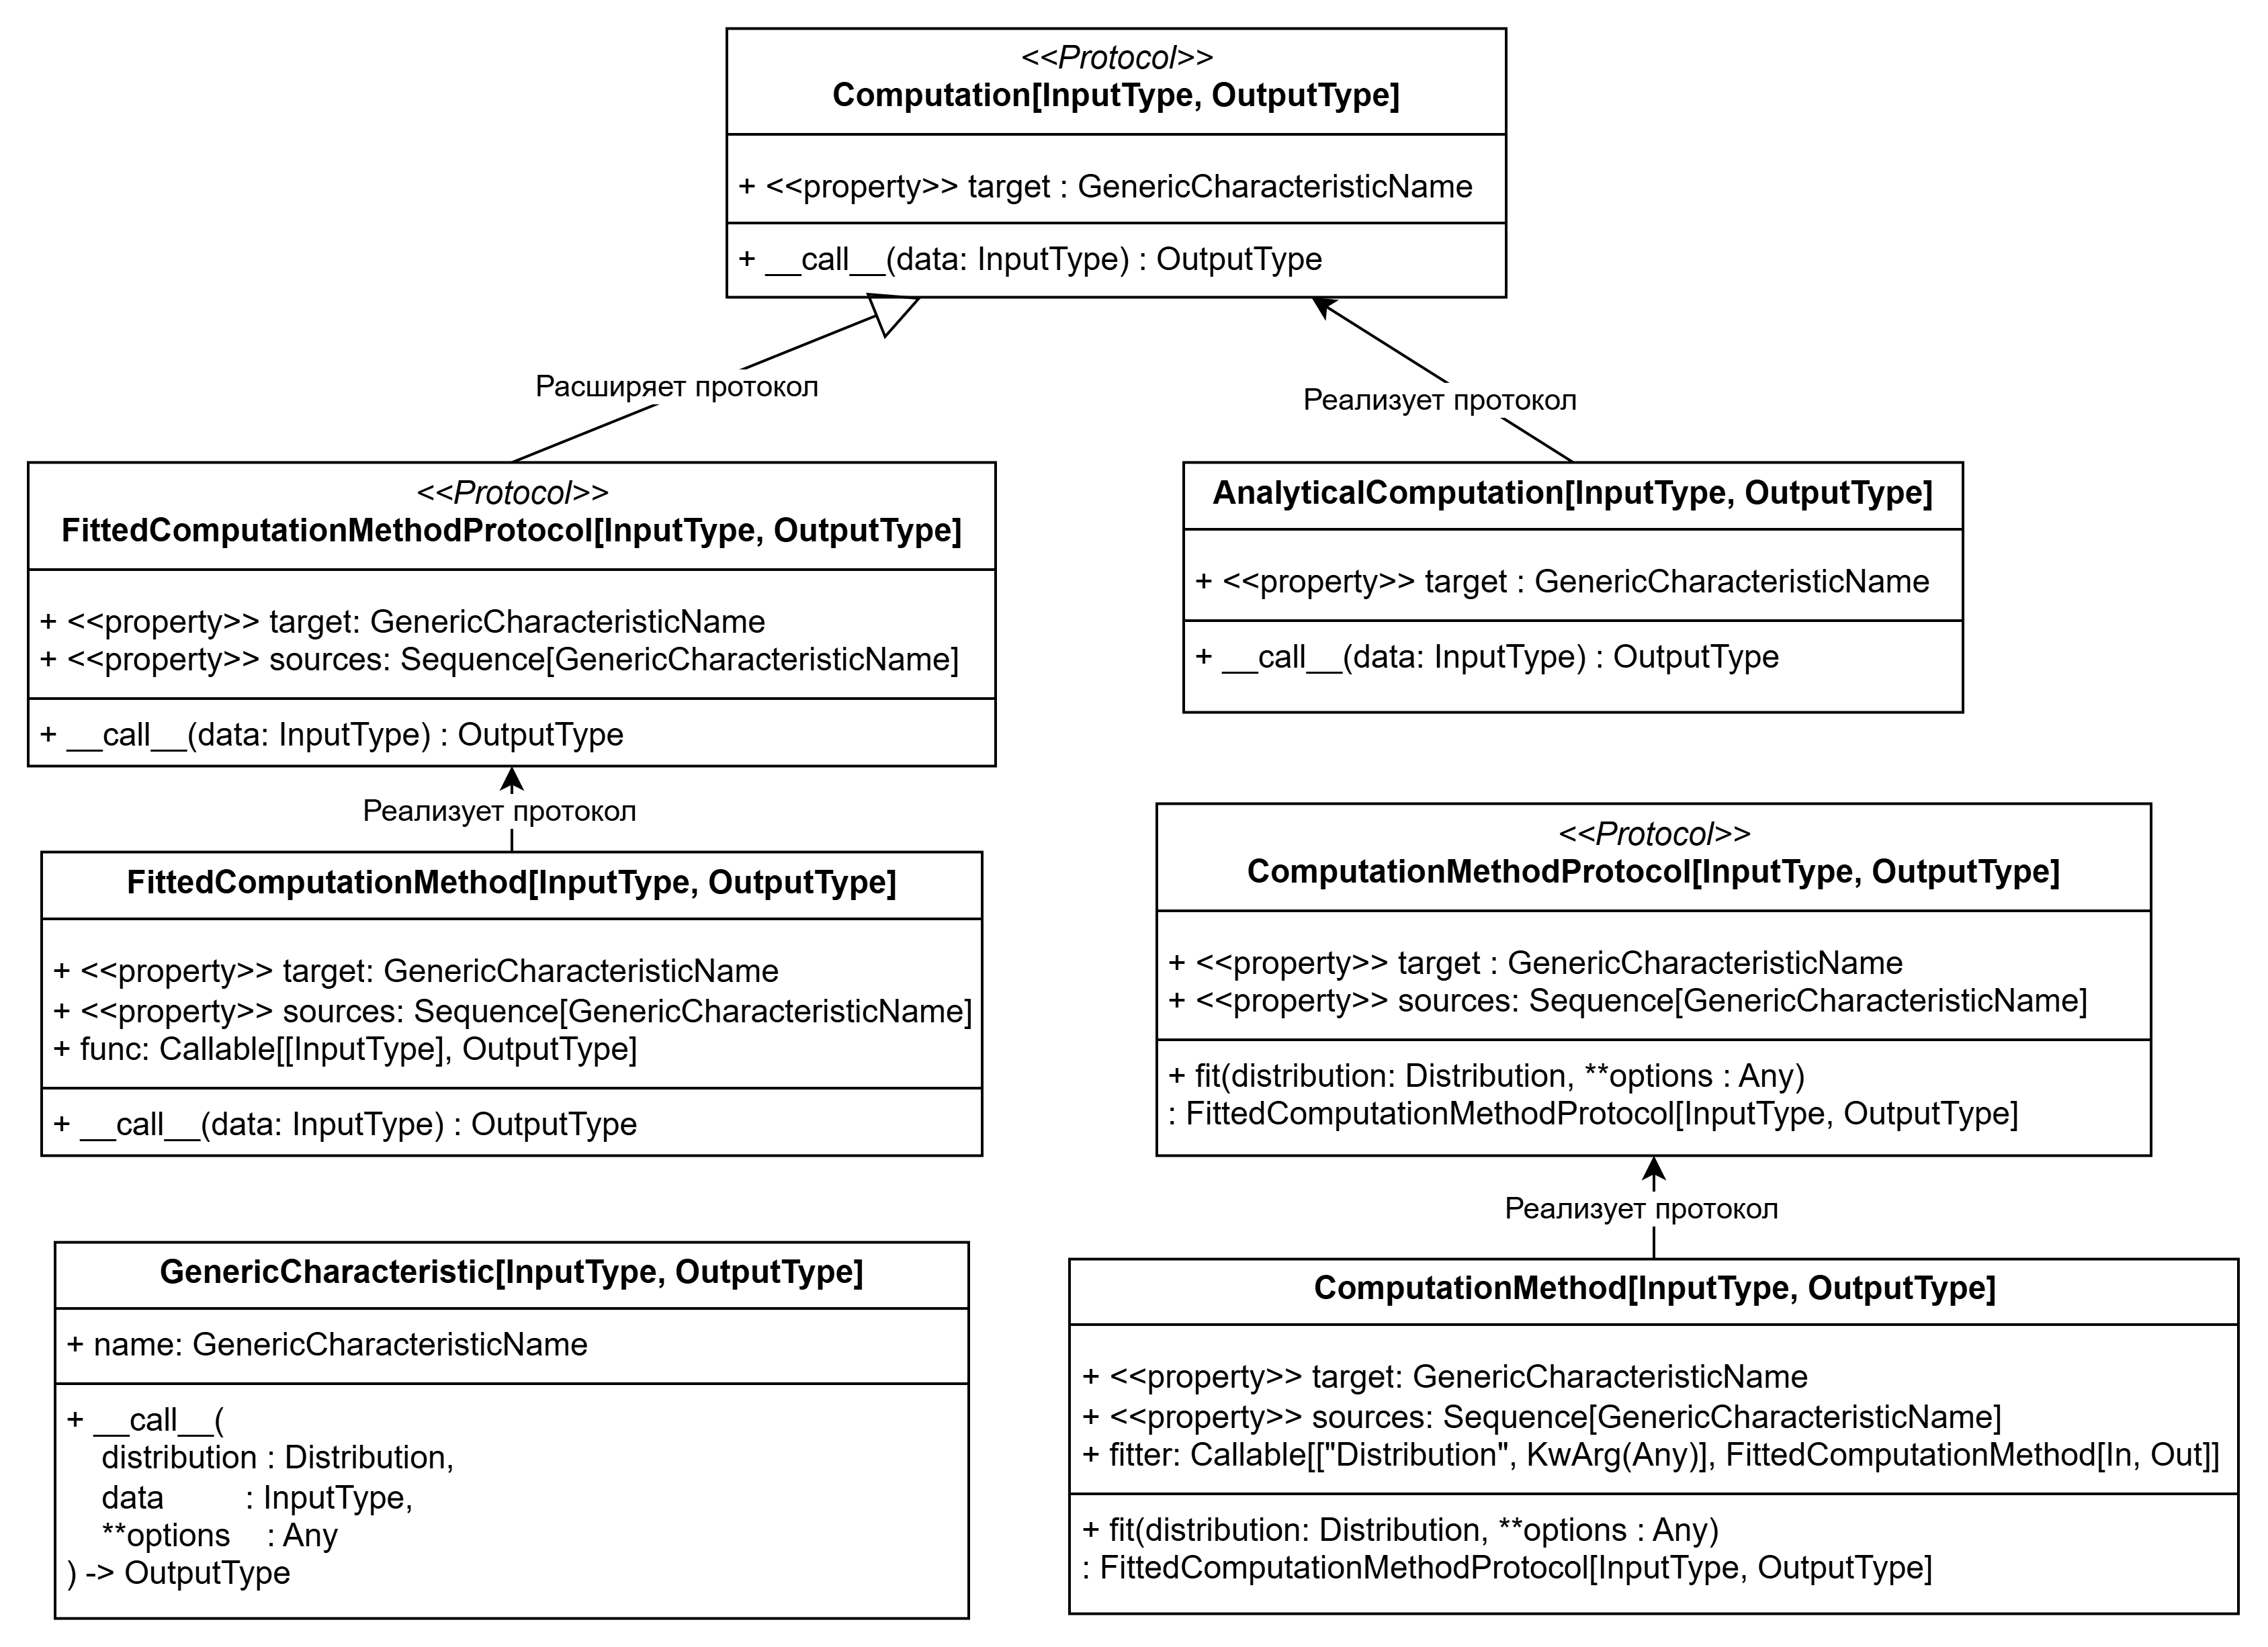 <<Protocol>>
Computation[InputType, OutputType]
+ <<property>> target : GenericCharacteristicName
+ __call__(data: InputType) : OutputType
Расширяет протокол
Реализует протокол
<<Protocol>>
FittedComputationMethodProtocol[InputType, OutputType]
+ <<property>> target: GenericCharacteristicName
+ <<property>> sources: Sequence[GenericCharacteristicName]
+ __call__(data: InputType) : OutputType
AnalyticalComputation[InputType, OutputType]
+ <<property>> target : GenericCharacteristicName
+ __call__(data: InputType) : OutputType
Реализует протокол
FittedComputationMethod[InputType, OutputType]
+ <<property>> target: GenericCharacteristicName
+ <<property>> sources: Sequence[GenericCharacteristicName]
+ func: Callable[[InputType], OutputType]
+ __call__(data: InputType) : OutputType
<<Protocol>>
ComputationMethodProtocol[InputType, OutputType]
+ <<property>> target : GenericCharacteristicName
+ <<property>> sources: Sequence[GenericCharacteristicName]
+ fit(distribution: Distribution, **options : Any)
: FittedComputationMethodProtocol[InputType, OutputType]
Реализует протокол
GenericCharacteristic[InputType, OutputType]
+ name: GenericCharacteristicName
+ __call__(
distribution : Distribution,
data : InputType,
**options : Any
) -> OutputType
ComputationMethod[InputType, OutputType]
+ <<property>> target: GenericCharacteristicName
+ <<property>> sources: Sequence[GenericCharacteristicName]
+ fitter: Callable[["Distribution", KwArg(Any)], FittedComputationMethod[In, Out]]
+ fit(distribution: Distribution, **options : Any)
: FittedComputationMethodProtocol[InputType, OutputType]